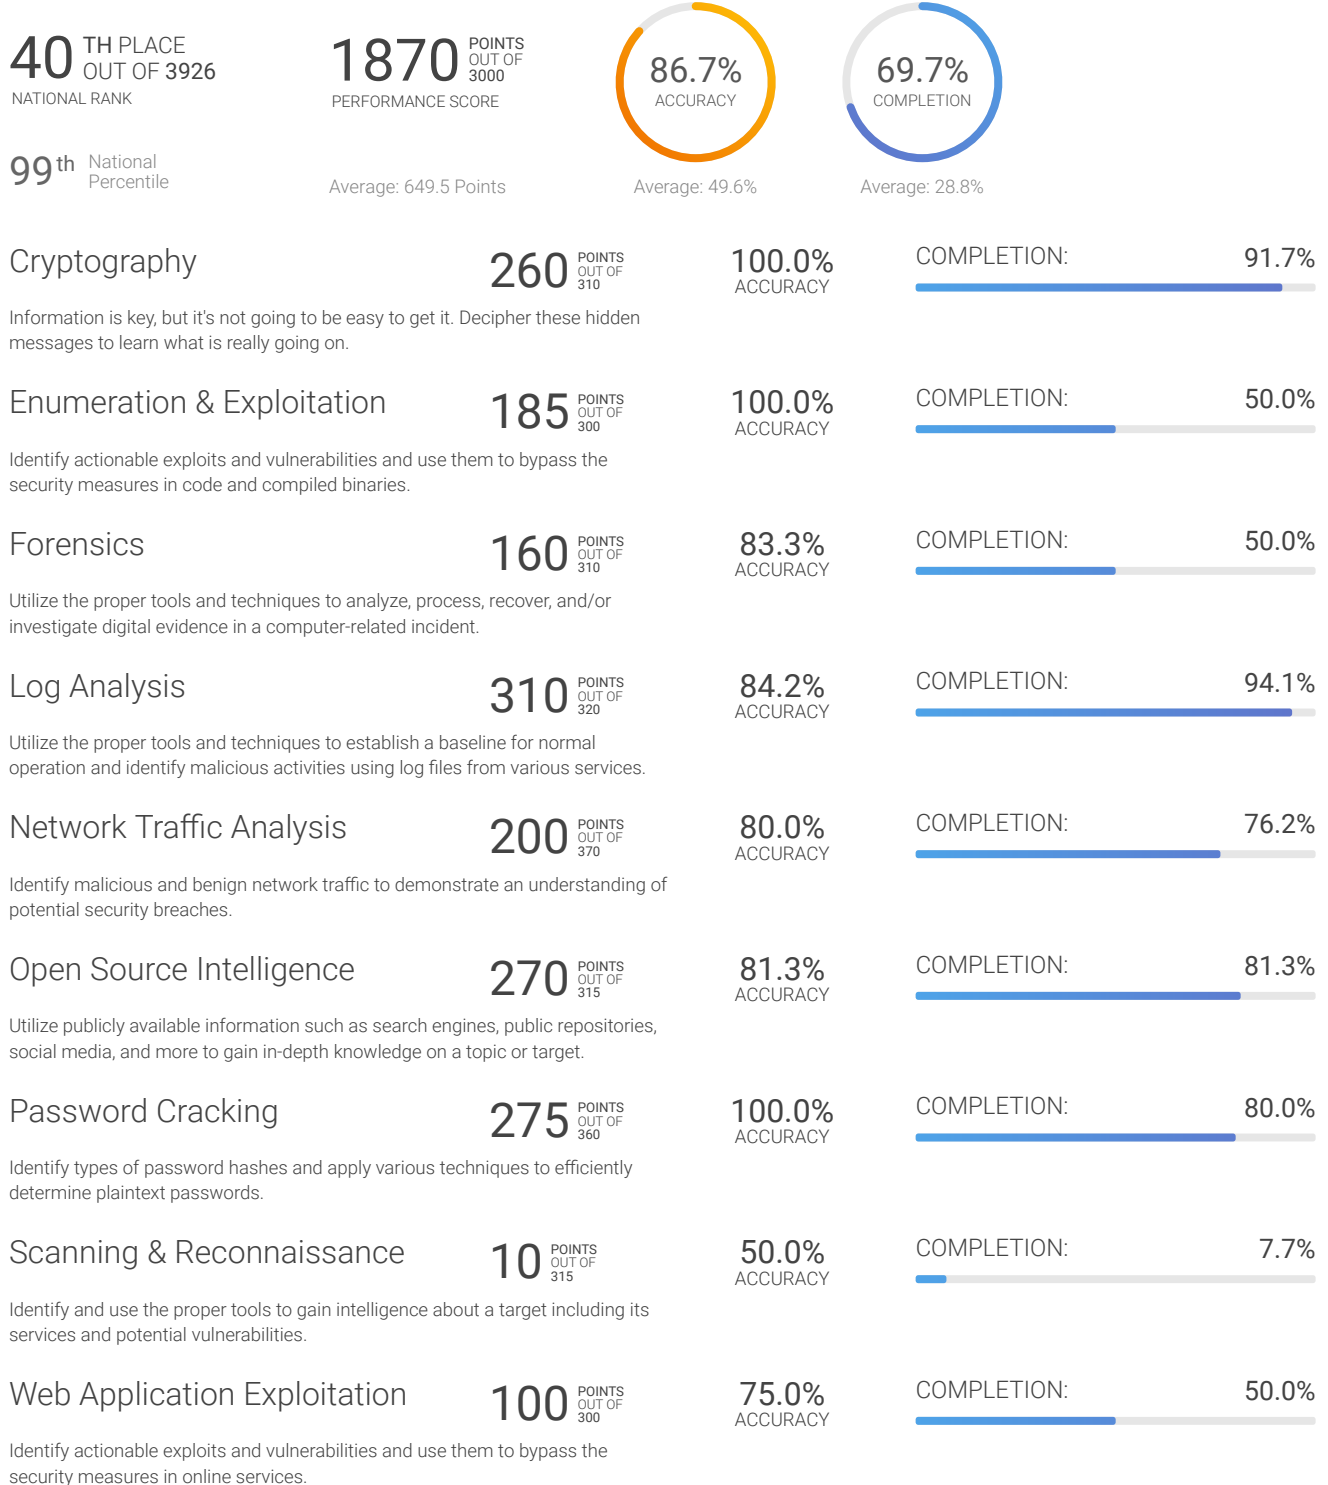 40 TH PLACE
OUT OF 3926
NATIONAL RANK
99th National
Percentile
1870 POINTS
OUT OF
3000
PERFORMANCE SCORE
Average: 649.5 Points
86.7%
ACCURACY
Average: 49.6%
69.7%
COMPLETION
Average: 28.8%
Cryptography
260 POINTS
OUT OF
310
100.0%
ACCURACY
COMPLETION: 91.7%
Information is key, but it's not going to be easy to get it. Decipher these hidden
messages to learn what is really going on.
Enumeration & Exploitation
185 POINTS
OUT OF
300
100.0%
ACCURACY
COMPLETION: 50.0%
Identify actionable exploits and vulnerabilities and use them to bypass the
security measures in code and compiled binaries.
Forensics
160 POINTS
OUT OF
310
83.3%
ACCURACY
COMPLETION: 50.0%
Utilize the proper tools and techniques to analyze, process, recover, and/or
investigate digital evidence in a computer-related incident.
Log Analysis
310 POINTS
OUT OF
320
84.2%
ACCURACY
COMPLETION: 94.1%
Utilize the proper tools and techniques to establish a baseline for normal
operation and identify malicious activities using log files from various services.
Network Traffic Analysis
200 POINTS
OUT OF
370
80.0%
ACCURACY
COMPLETION: 76.2%
Identify malicious and benign network traffic to demonstrate an understanding of
potential security breaches.
Open Source Intelligence
270 POINTS
OUT OF
315
81.3%
ACCURACY
COMPLETION: 81.3%
Utilize publicly available information such as search engines, public repositories,
social media, and more to gain in-depth knowledge on a topic or target.
Password Cracking
275 POINTS
OUT OF
360
100.0%
ACCURACY
COMPLETION: 80.0%
Identify types of password hashes and apply various techniques to efficiently
determine plaintext passwords.
Scanning & Reconnaissance
10 POINTS
OUT OF
315
50.0%
ACCURACY
COMPLETION: 7.7%
Identify and use the proper tools to gain intelligence about a target including its
services and potential vulnerabilities.
Web Application Exploitation
100 POINTS
OUT OF
300
75.0%
ACCURACY
COMPLETION: 50.0%
Identify actionable exploits and vulnerabilities and use them to bypass the
security measures in online services.